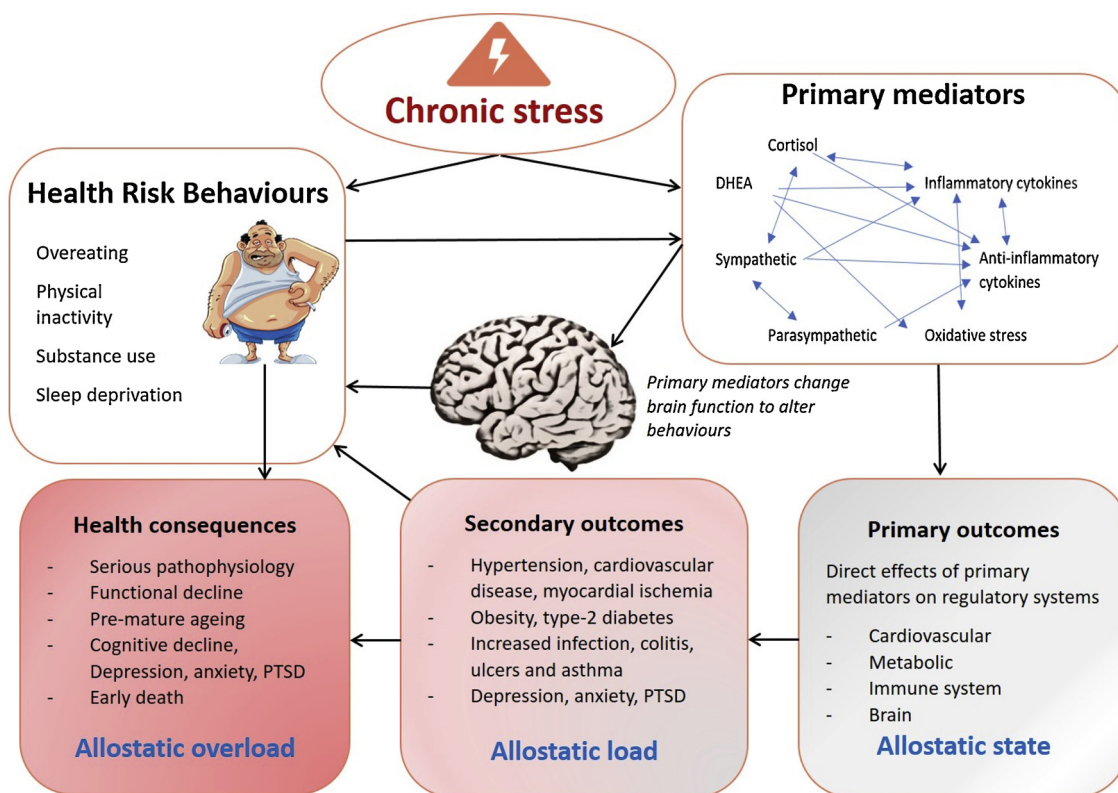 Chronic stress
Primary mediators
Cortisol
DHEA
Inflammatory cytokines
Sympathetic
Anti-inflammatory
cytokines
Parasympathetic
Oxidative stress
Health Risk Behaviours
Overeating
Physical
inactivity
Substance use
Sleep deprivation
Primary mediators change
brain function to alter
behaviours
Health consequences
- Serious pathophysiology
- Functional decline
- Pre-mature ageing
- Cognitive decline,
Depression, anxiety, PTSD
- Early death
Allostatic overload
Secondary outcomes
- Hypertension, cardiovascular
disease, myocardial ischemia
- Obesity, type-2 diabetes
- Increased infection, colitis,
ulcers and asthma
- Depression, anxiety, PTSD
Allostatic load
Primary outcomes
Direct effects of primary
mediators on regulatory systems
- Cardiovascular
- Metabolic
- Immune system
- Brain
Allostatic state